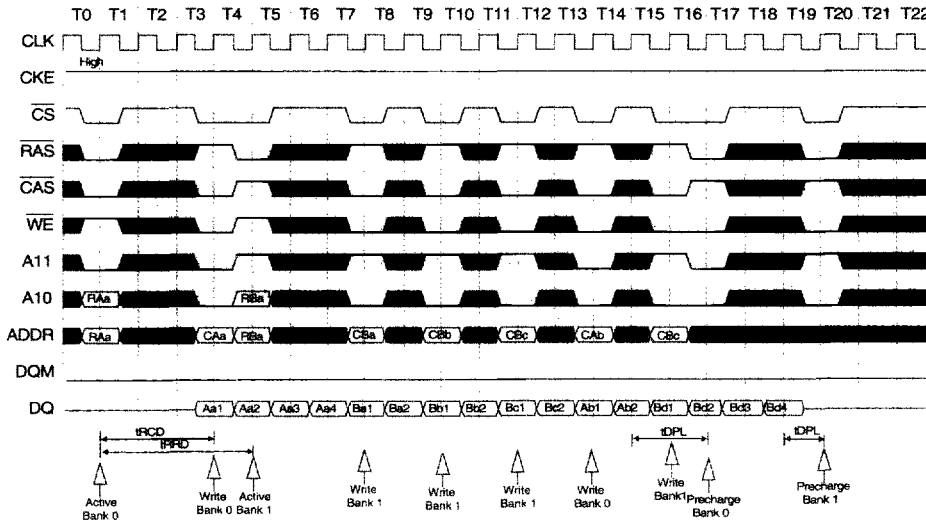 T0 T1 T2 T3 T4 T5 T6 T7 T8 T9 T10 T11 T12 T13 T14 T15 T16 T17 T18 T19 T20 T21 T22
CLK
High
CKE
CS
RAS
CAS
WE
A11
A10 RAa RBa
ADDR RAa CAa RBa CBa CBb CBc CAb CBc
DQM
DQ Aa1 Aa2 Aa3 Aa4 Ba1 Ba2 Bb1 Bb2 Bc1 Bc2 Ab1 Ab2 Bd1 Bd2 Bd3 Bd4
tRCD tDPL tDPL
tRRD
Active Bank 0
Write Bank 0
Active Bank 1
Write Bank 1
Write Bank 1
Write Bank 1
Write Bank 0
Write Bank1
Precharge Bank 0
Precharge Bank 1